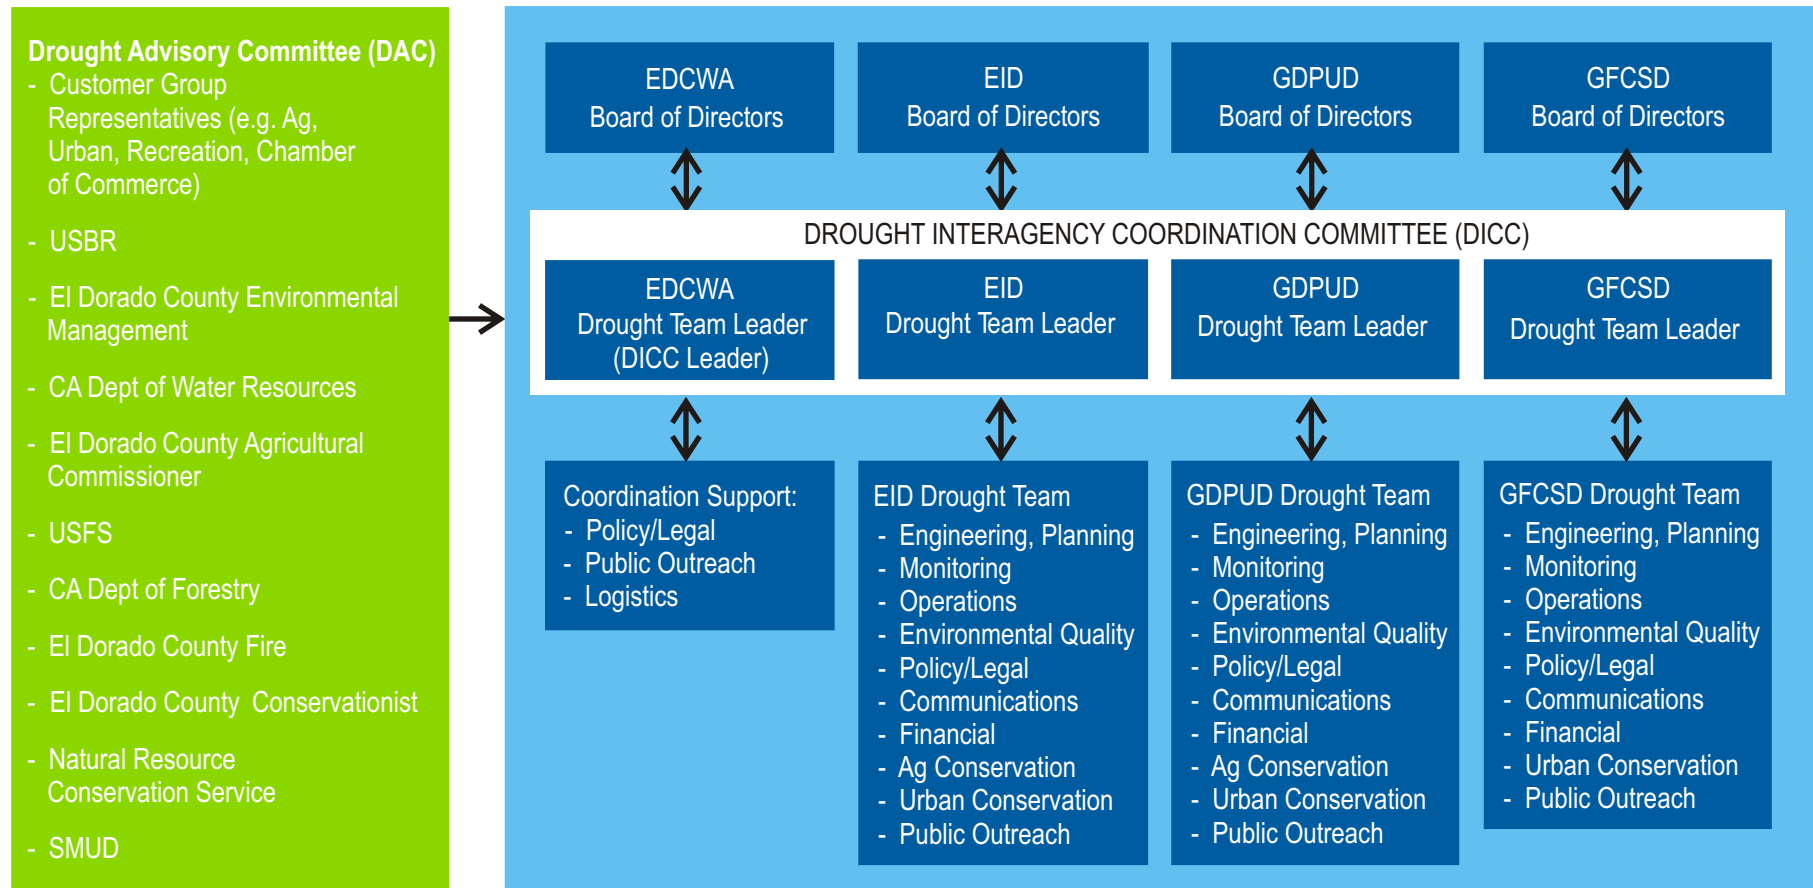 Drought Advisory Committee (DAC)
- Customer Group
Representatives (e.g. Ag,
Urban, Recreation, Chamber
of Commerce)
- USBR
- El Dorado County Environmental
Management
- CA Dept of Water Resources
- El Dorado County Agricultural
Commissioner
- USFS
- CA Dept of Forestry
- El Dorado County Fire
- El Dorado County Conservationist
- Natural Resource
Conservation Service
- SMUD
EDCWA
Board of Directors
EID
Board of Directors
GDPUD
Board of Directors
GFCSD
Board of Directors
DROUGHT INTERAGENCY COORDINATION COMMITTEE (DICC)
EDCWA
Drought Team Leader
(DICC Leader)
EID
Drought Team Leader
GDPUD
Drought Team Leader
GFCSD
Drought Team Leader
Coordination Support:
- Policy/Legal
- Public Outreach
- Logistics
EID Drought Team
- Engineering, Planning
- Monitoring
- Operations
- Environmental Quality
- Policy/Legal
- Communications
- Financial
- Ag Conservation
- Urban Conservation
- Public Outreach
GDPUD Drought Team
- Engineering, Planning
- Monitoring
- Operations
- Environmental Quality
- Policy/Legal
- Communications
- Financial
- Ag Conservation
- Urban Conservation
- Public Outreach
GFCSD Drought Team
- Engineering, Planning
- Monitoring
- Operations
- Environmental Quality
- Policy/Legal
- Communications
- Financial
- Urban Conservation
- Public Outreach